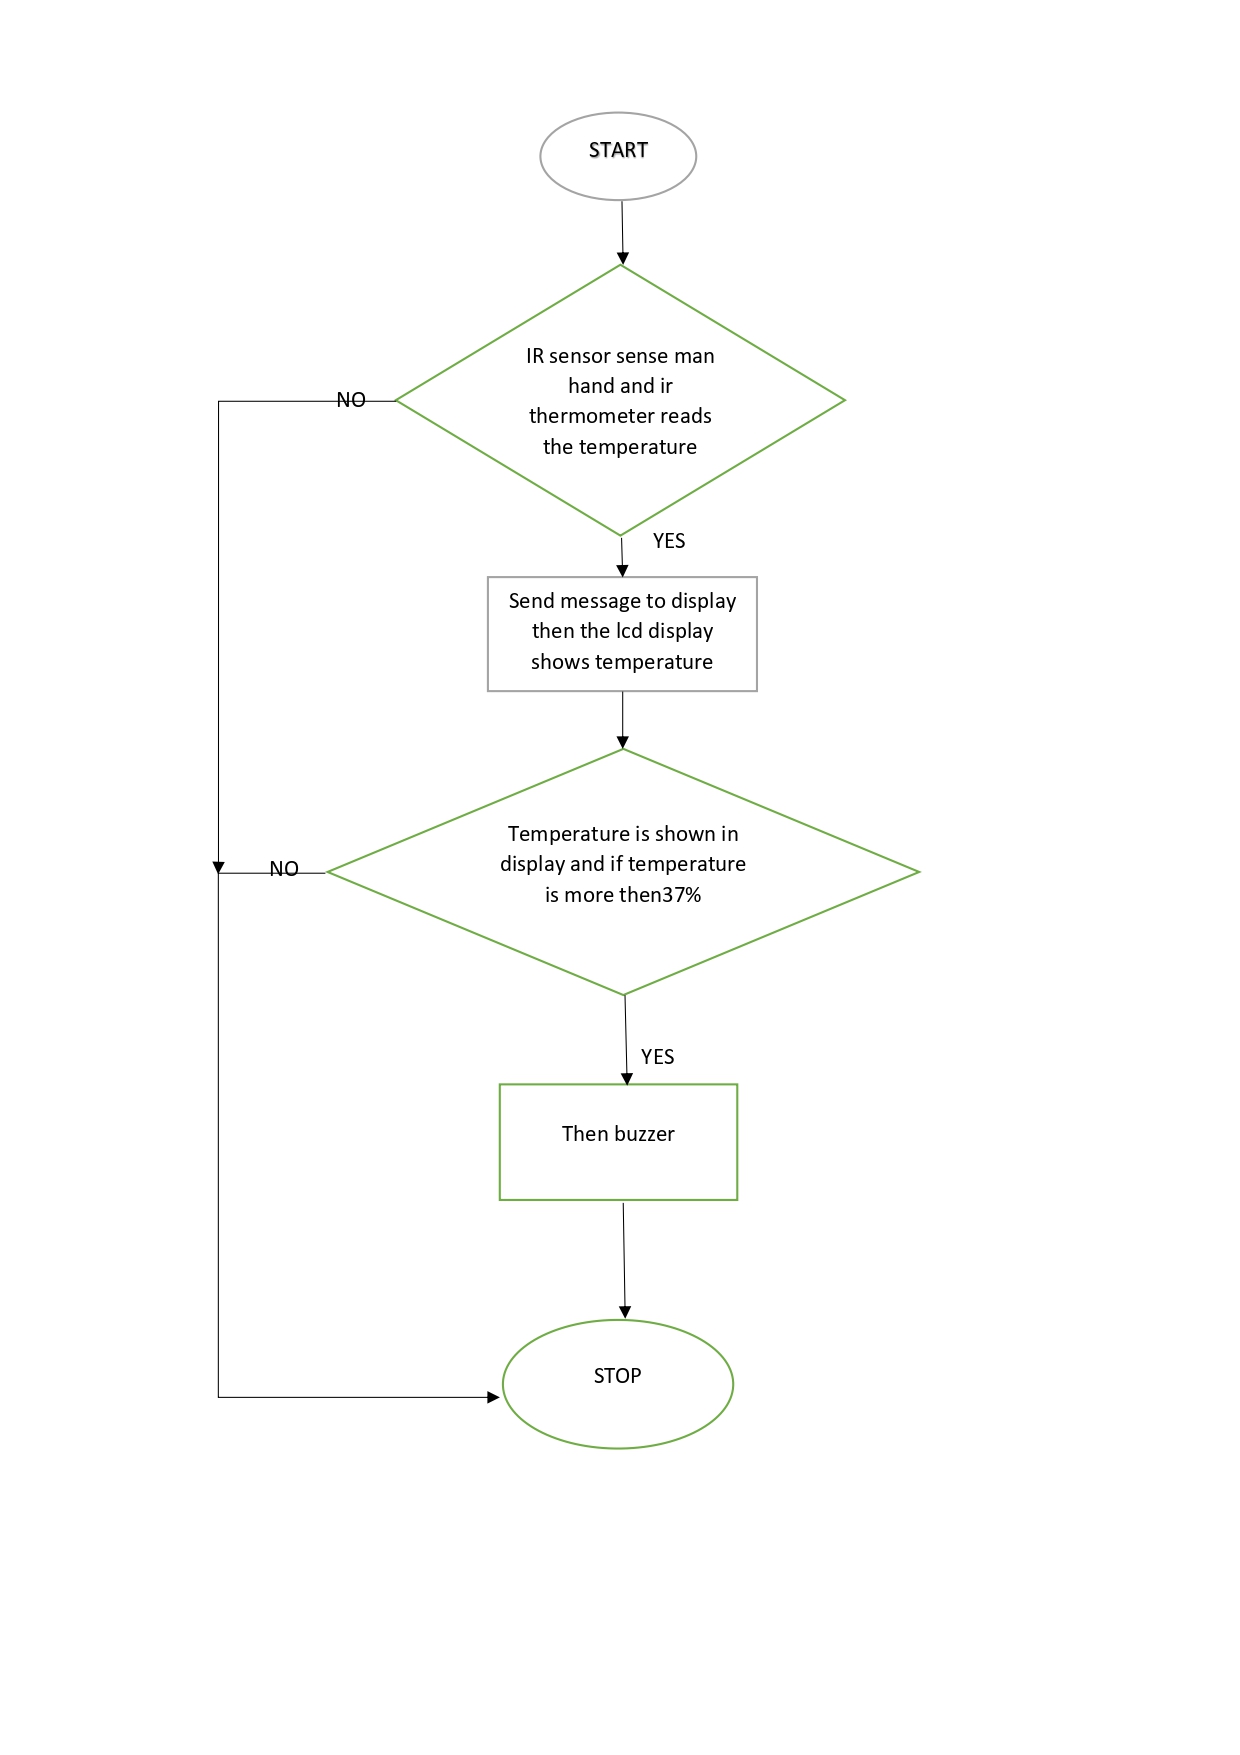 START
IR sensor sense man
hand and ir
thermometer reads
the temperature
NO
YES
Send message to display
then the lcd display
shows temperature
Temperature is shown in
display and if temperature
is more then37%
NO
YES
Then buzzer
STOP